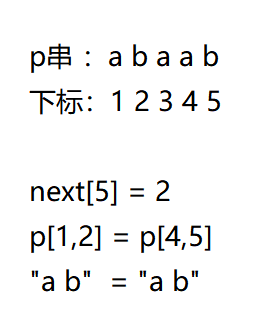 p串： a b a a b
下标：1 2 3 4 5
next[5] = 2
p[1,2] = p[4,5]
"a b" = "a b"